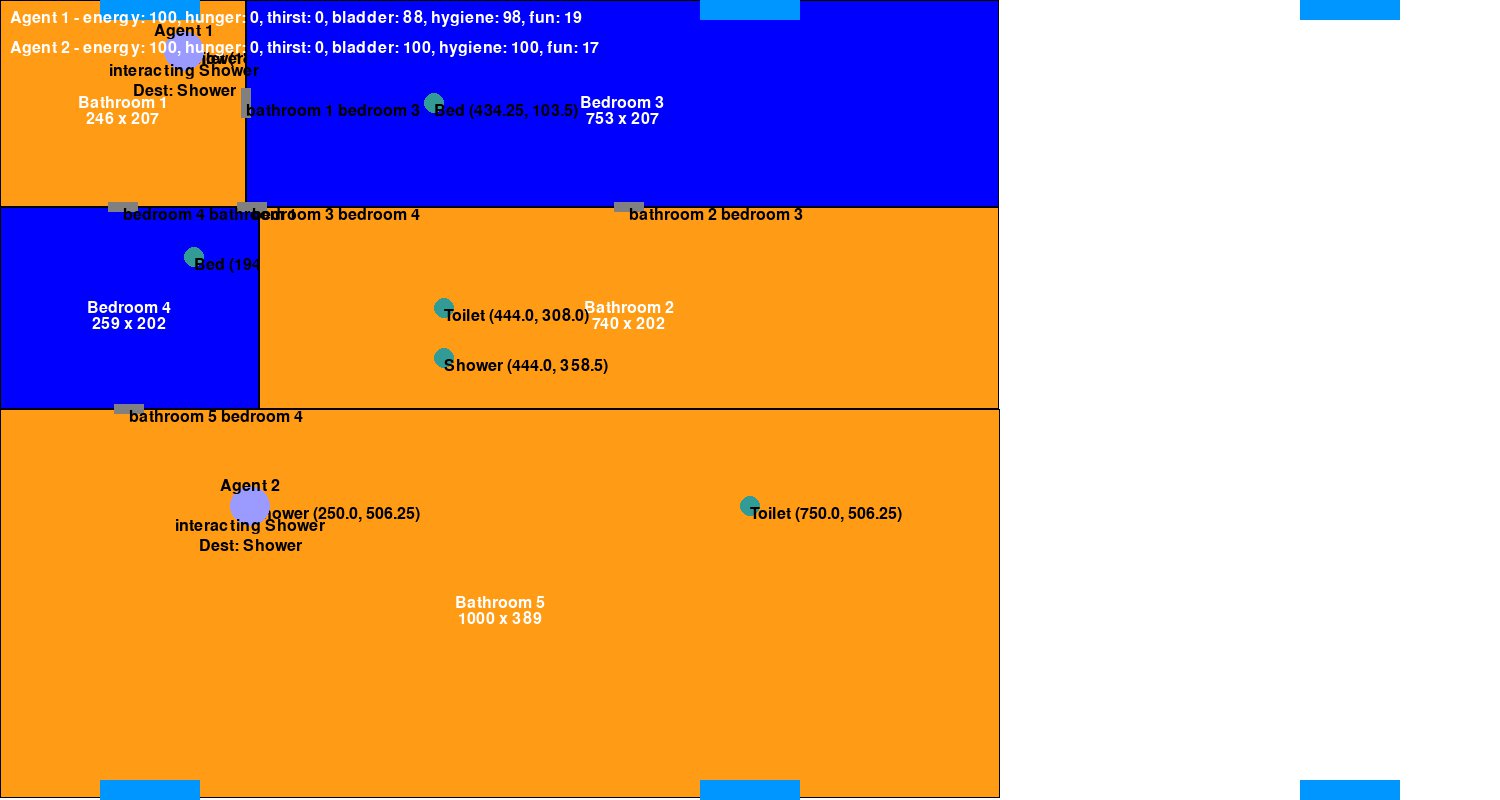 Agent 1 - energy: 100, hunger: 0, thirst: 0, bladder: 88, hygiene: 98, fun: 19
Agent 1
Agent 2 - energy: 100, hunger: 0, thirst: 0, bladder: 100, hygiene: 100, fun: 17
interacting Shower
Dest: Shower
Bathroom 1
246 x 207
bathroom 1 bedroom 3
Bed (434.25, 103.5)
Bedroom 3
753 x 207
bedroom 4 bathroom 1
bedroom 3 bedroom 4
bathroom 2 bedroom 3
Bed (194
Bedroom 4
259 x 202
Toilet (444.0, 308.0)
Bathroom 2
740 x 202
Shower (444.0, 358.5)
bathroom 5 bedroom 4
Agent 2
(250.0, 506.25)
interacting Shower
Dest: Shower
Toilet (750.0, 506.25)
Bathroom 5
1000 x 389